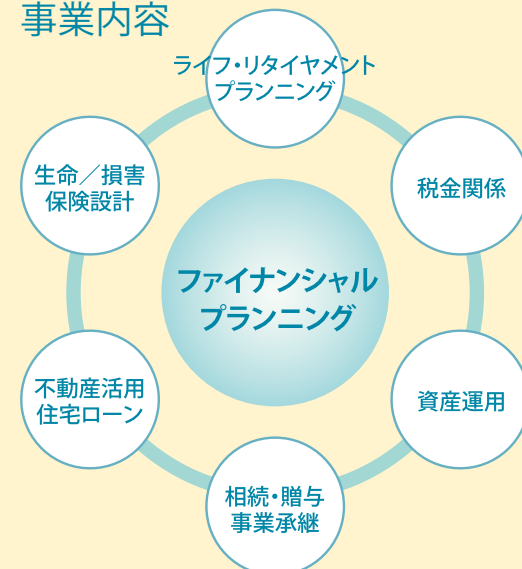 事業内容
ライフ・リタイヤメント
プランニング
税金関係
資産運用
相続・贈与
事業承継
不動産活用
住宅ローン
生命／損害
保険設計
ファイナンシャル
プランニング